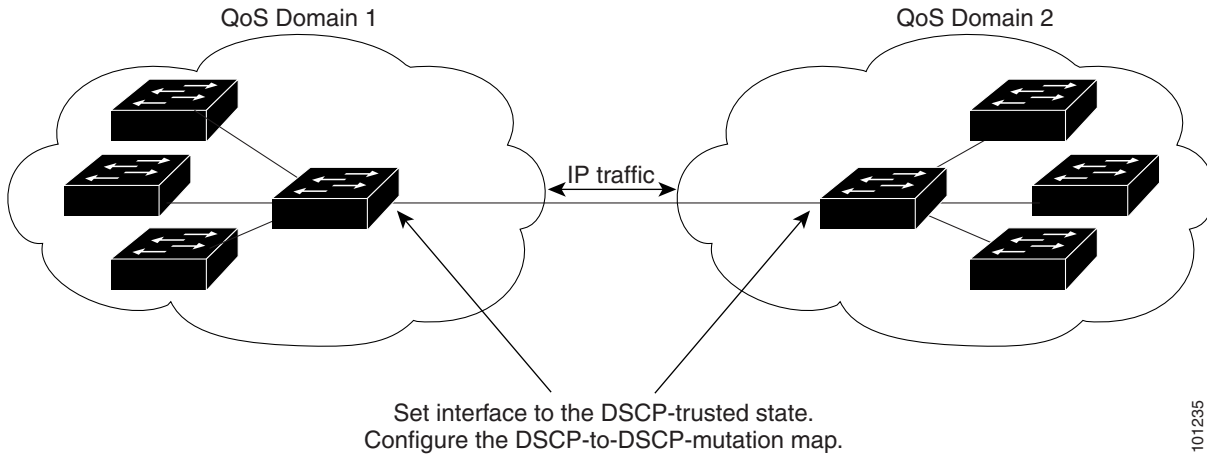 QoS Domain 1
QoS Domain 2
IP traffic
Set interface to the DSCP-trusted state.
Configure the DSCP-to-DSCP-mutation map.
101235